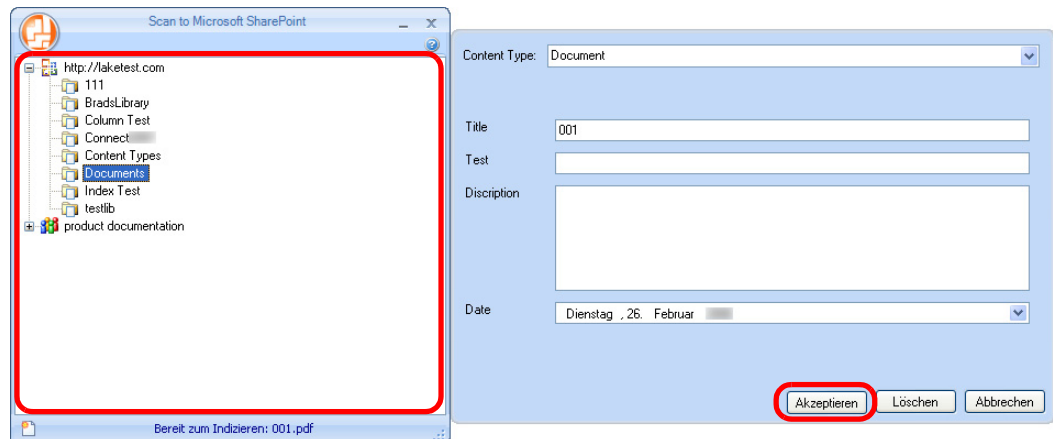 Scan to Microsoft SharePoint
http://laketest.com
111
BradsLibrary
Column Test
Connect
Content Types
Documents
Index Test
testlib
product documentation
Bereit zum Indizieren: 001.pdf
Content Type: Document
Title 001
Test
Discription
Date Dienstag , 26. Februar
Akzeptieren Löschen Abbrechen